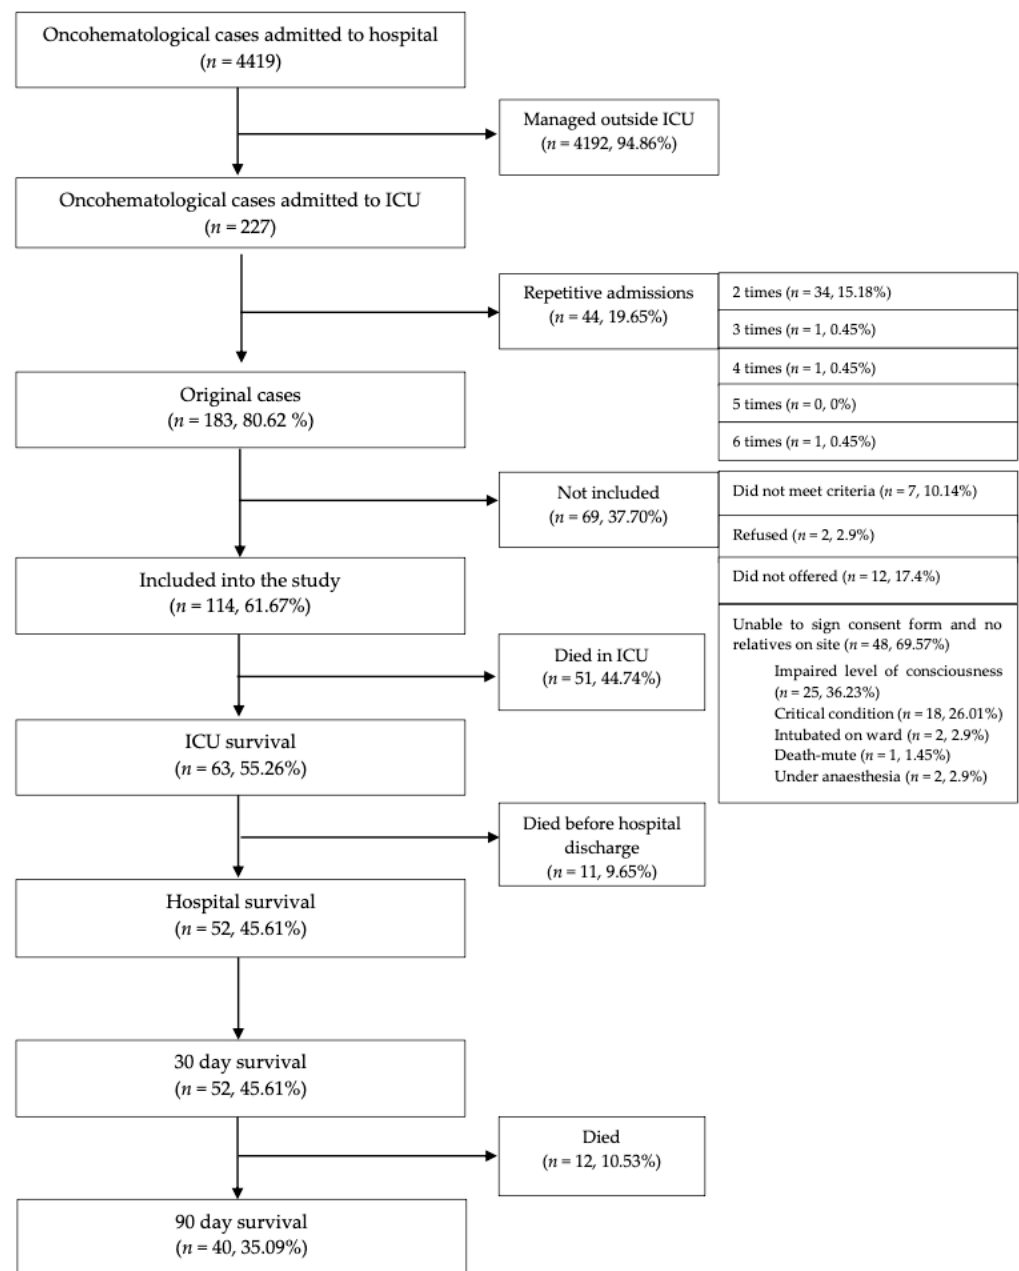 Oncohematological cases admitted to hospital
(n = 4419)
Managed outside ICU
(n = 4192, 94.86%)
Oncohematological cases admitted to ICU
(n = 227)
Repetitive admissions
(n = 44, 19.65%)
2 times (n = 34, 15.18%)
3 times (n = 1, 0.45%)
4 times (n = 1, 0.45%)
5 times (n = 0, 0%)
6 times (n = 1, 0.45%)
Original cases
(n = 183, 80.62 %)
Not included
(n = 69, 37.70%)
Did not meet criteria (n = 7, 10.14%)
Refused (n = 2, 2.9%)
Did not offered (n = 12, 17.4%)
Unable to sign consent form and no
relatives on site (n = 48, 69.57%)
Impaired level of consciousness
(n = 25, 36.23%)
Critical condition (n = 18, 26.01%)
Intubated on ward (n = 2, 2.9%)
Death-mute (n = 1, 1.45%)
Under anaesthesia (n = 2, 2.9%)
Included into the study
(n = 114, 61.67%)
Died in ICU
(n = 51, 44.74%)
ICU survival
(n = 63, 55.26%)
Died before hospital
discharge
(n = 11, 9.65%)
Hospital survival
(n = 52, 45.61%)
30 day survival
(n = 52, 45.61%)
Died
(n = 12, 10.53%)
90 day survival
(n = 40, 35.09%)